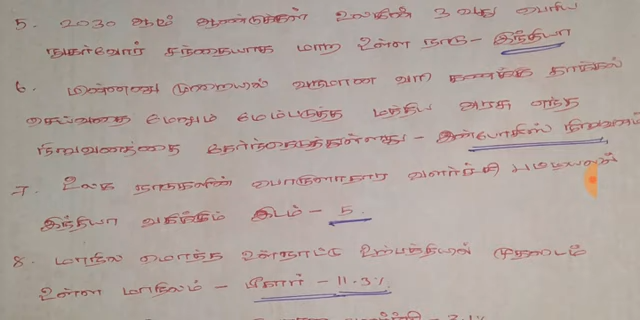 5. 2030 ஆம் ஆண்டுக்குள் உலகின் 3 வது பெரிய
நுகர்வோர் சந்தையாக மாற உள்ள நாடு - இந்தியா
6. மின்னணு முறையில் வருமான வரி கணக்கு தாக்கல்
செய்வதை மேலும் மேம்படுத்த மத்திய அரசு எந்த
நிறுவனத்தை தேர்ந்தெடுத்துள்ளது - இன்போசிஸ் நிறுவனம்
7. உலக நாடுகளின் பொருளாதார வளர்ச்சி பட்டியலில்
இந்தியா வகிக்கும் இடம் - 5
8. மாநில மொத்த உள்நாட்டு உற்பத்தியில் முதலிடம்
உள்ள மாநிலம் - பீகார் - 11.3%